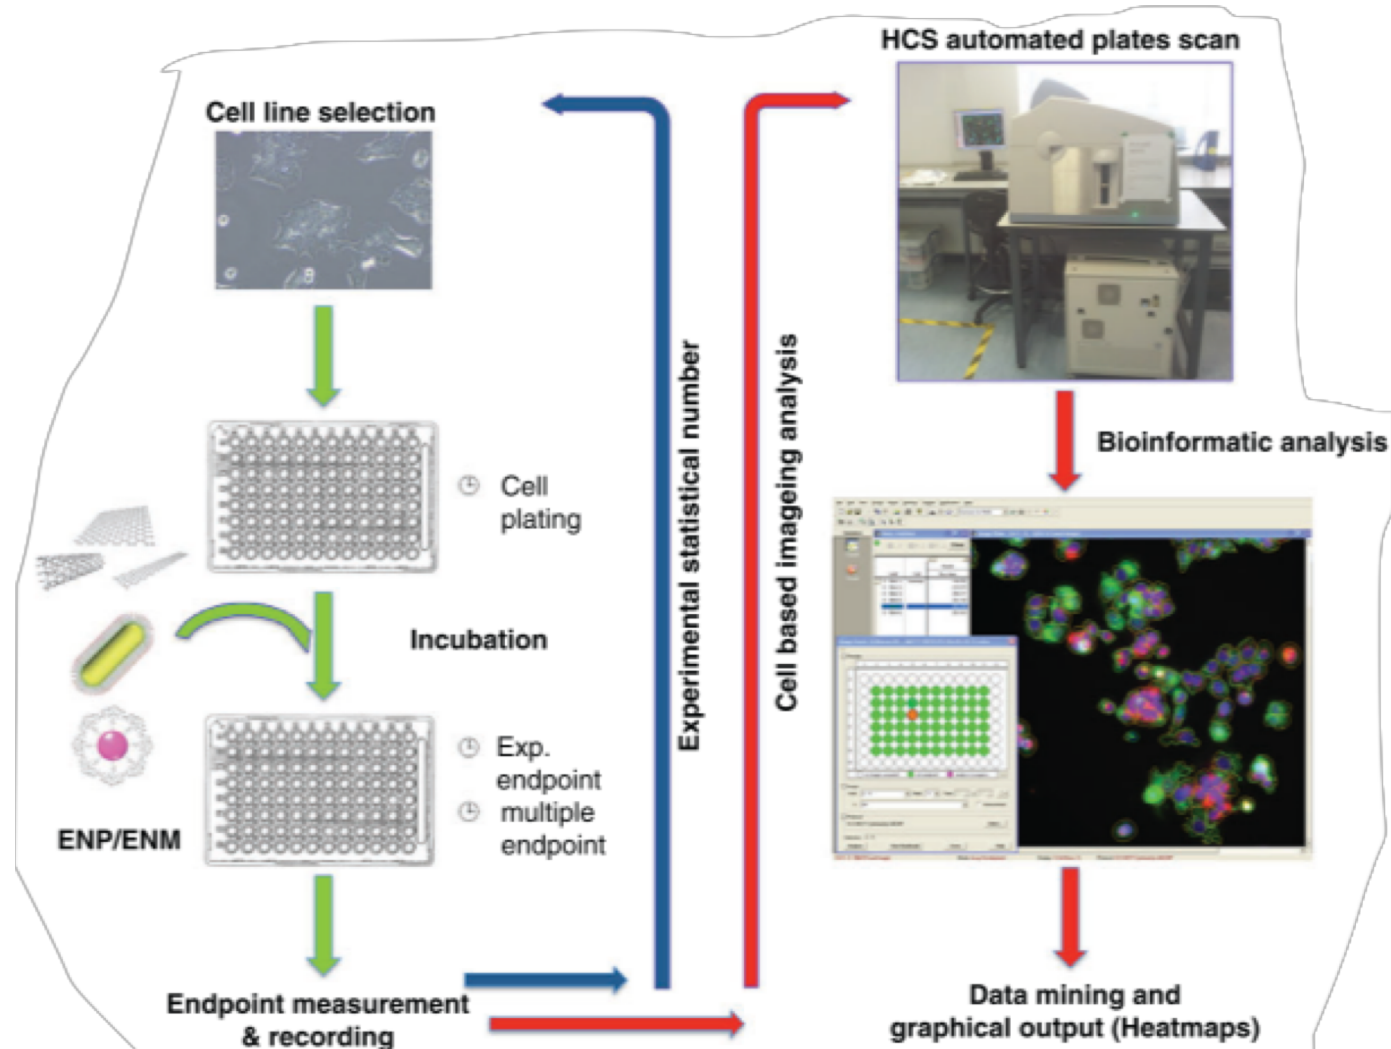 HCS automated plates scan
Cell line selection
Cell
plating
Incubation
Exp.
endpoint
multiple
endpoint
ENP/ENM
Endpoint measurement
& recording
Experimental statistical number
Cell based imageing analysis
Bioinformatic analysis
Data mining and
graphical output (Heatmaps)